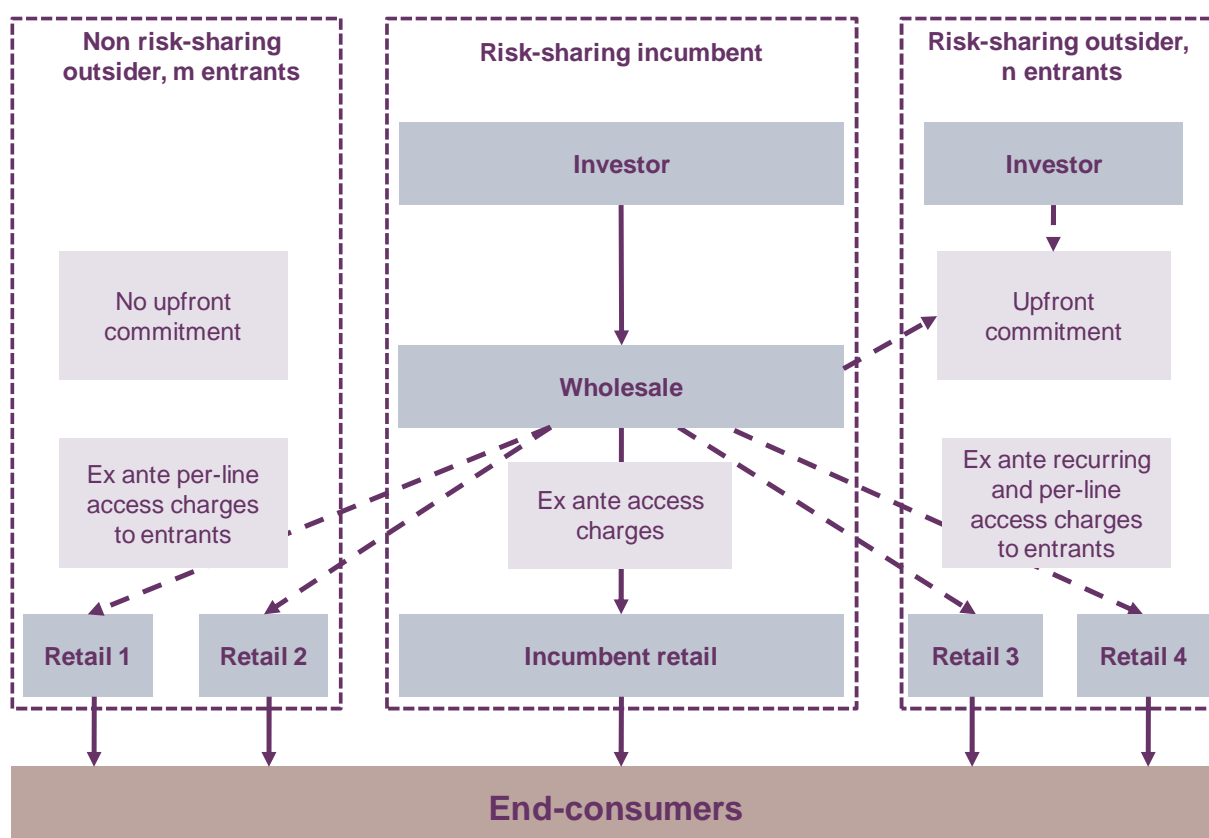 Non risk-sharing
outsider, m entrants
Risk-sharing incumbent
Risk-sharing outsider,
n entrants
Investor
Investor
No upfront
commitment
Upfront
commitment
Wholesale
Ex ante per-line
access charges
to entrants
Ex ante access
charges
Ex ante recurring
and per-line
access charges
to entrants
Retail 1
Retail 2
Incumbent retail
Retail 3
Retail 4
End-consumers